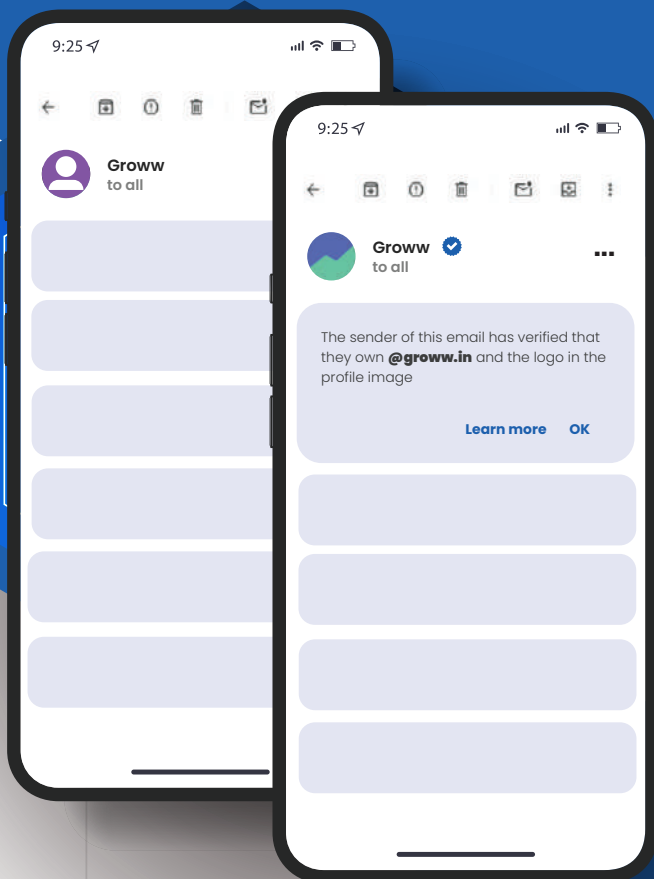 9:25
Groww
to all
9:25
Groww
to all
The sender of this email has verified that
they own @groww.in and the logo in the
profile image
Learn more OK